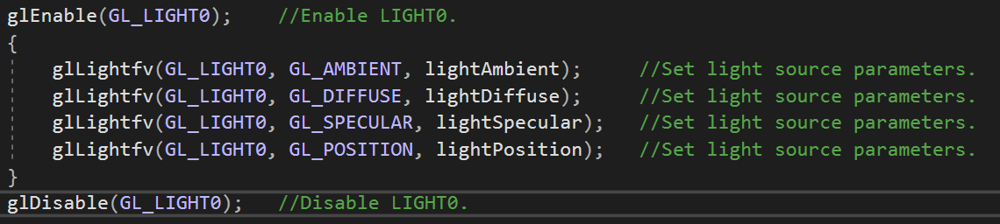 glEnable(GL_LIGHT0);    //Enable LIGHT0.
{
    glLightfv(GL_LIGHT0, GL_AMBIENT, lightAmbient);     //Set light source parameters.
    glLightfv(GL_LIGHT0, GL_DIFFUSE, lightDiffuse);     //Set light source parameters.
    glLightfv(GL_LIGHT0, GL_SPECULAR, lightSpecular);   //Set light source parameters.
    glLightfv(GL_LIGHT0, GL_POSITION, lightPosition);   //Set light source parameters.
}
glDisable(GL_LIGHT0);   //Disable LIGHT0.